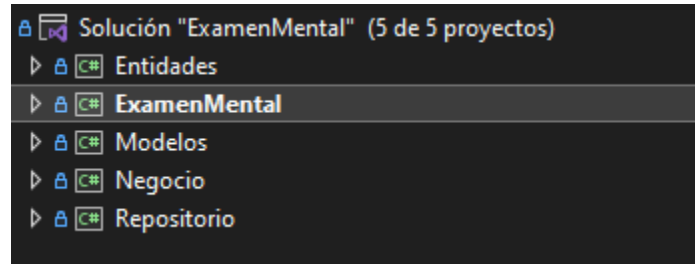 Solución "ExamenMental" (5 de 5 proyectos)
C# Entidades
C# ExamenMental
C# Modelos
C# Negocio
C# Repositorio